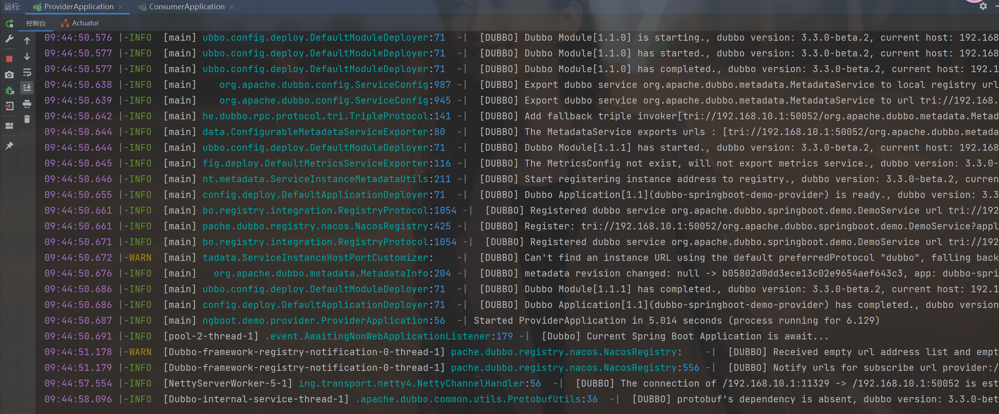 运行: ProviderApplication ConsumerApplication
控制台 Actuator
09:44:50.576 |-INFO [main] ubbo.config.deploy.DefaultModuleDeployer:71 -| [DUBBO] Dubbo Module[1.1.0] is starting., dubbo version: 3.3.0-beta.2, current host: 192.168
09:44:50.577 |-INFO [main] ubbo.config.deploy.DefaultModuleDeployer:71 -| [DUBBO] Dubbo Module[1.1.0] has started., dubbo version: 3.3.0-beta.2, current host: 192.168
09:44:50.577 |-INFO [main] ubbo.config.deploy.DefaultModuleDeployer:71 -| [DUBBO] Dubbo Module[1.1.0] has completed., dubbo version: 3.3.0-beta.2, current host: 192.1
09:44:50.638 |-INFO [main] org.apache.dubbo.config.ServiceConfig:987 -| [DUBBO] Export dubbo service org.apache.dubbo.metadata.MetadataService to local registry url
09:44:50.639 |-INFO [main] org.apache.dubbo.config.ServiceConfig:945 -| [DUBBO] Export dubbo service org.apache.dubbo.metadata.MetadataService to url tri://192.168.
09:44:50.642 |-INFO [main] he.dubbo.rpc.protocol.tri.TripleProtocol:141 -| [DUBBO] Add fallback triple invoker[tri://192.168.10.1:50052/org.apache.dubbo.metadata.Metad
09:44:50.644 |-INFO [main] data.ConfigurableMetadataServiceExporter:80 -| [DUBBO] The MetadataService exports urls : [tri://192.168.10.1:50052/org.apache.dubbo.metada
09:44:50.644 |-INFO [main] ubbo.config.deploy.DefaultModuleDeployer:71 -| [DUBBO] Dubbo Module[1.1.1] has started., dubbo version: 3.3.0-beta.2, current host: 192.168
09:44:50.645 |-INFO [main] fig.deploy.DefaultMetricsServiceExporter:116 -| [DUBBO] The MetricsConfig not exist, will not export metrics service., dubbo version: 3.3.0-
09:44:50.646 |-INFO [main] nt.metadata.ServiceInstanceMetadataUtils:211 -| [DUBBO] Start registering instance address to registry., dubbo version: 3.3.0-beta.2, curren
09:44:50.655 |-INFO [main] config.deploy.DefaultApplicationDeployer:71 -| [DUBBO] Dubbo Application[1.1](dubbo-springboot-demo-provider) is ready., dubbo version: 3.3
09:44:50.661 |-INFO [main] bo.registry.integration.RegistryProtocol:1054 -| [DUBBO] Registered dubbo service org.apache.dubbo.springboot.demo.DemoService url tri://192
09:44:50.661 |-INFO [main] pache.dubbo.registry.nacos.NacosRegistry:425 -| [DUBBO] Register: tri://192.168.10.1:50052/org.apache.dubbo.springboot.demo.DemoService?appl
09:44:50.671 |-INFO [main] bo.registry.integration.RegistryProtocol:1054 -| [DUBBO] Registered dubbo service org.apache.dubbo.springboot.demo.DemoService url tri://192
09:44:50.672 |-WARN [main] tadata.ServiceInstanceHostPortCustomizer: -| [DUBBO] Can't find an instance URL using the default preferredProtocol "dubbo", falling back
09:44:50.676 |-INFO [main] org.apache.dubbo.metadata.MetadataInfo:204 -| [DUBBO] metadata revision changed: null -> b05802d0dd3ece13c02e9654aef643c3, app: dubbo-spri
09:44:50.686 |-INFO [main] ubbo.config.deploy.DefaultModuleDeployer:71 -| [DUBBO] Dubbo Module[1.1.1] has completed., dubbo version: 3.3.0-beta.2, current host: 192.1
09:44:50.686 |-INFO [main] config.deploy.DefaultApplicationDeployer:71 -| [DUBBO] Dubbo Application[1.1](dubbo-springboot-demo-provider) has completed., dubbo version
09:44:50.687 |-INFO [main] ngboot.demo.provider.ProviderApplication:56 -| Started ProviderApplication in 5.014 seconds (process running for 6.129)
09:44:50.691 |-INFO [pool-2-thread-1] .event.AwaitingNonWebApplicationListener:179 -| [Dubbo] Current Spring Boot Application is await...
09:44:51.178 |-WARN [Dubbo-framework-registry-notification-0-thread-1] pache.dubbo.registry.nacos.NacosRegistry: -| [DUBBO] Received empty url address list and empt
09:44:51.179 |-INFO [Dubbo-framework-registry-notification-0-thread-1] pache.dubbo.registry.nacos.NacosRegistry:556 -| [DUBBO] Notify urls for subscribe url provider:/
09:44:57.554 |-INFO [NettyServerWorker-5-1] ing.transport.netty4.NettyChannelHandler:56 -| [DUBBO] The connection of /192.168.10.1:11329 -> /192.168.10.1:50052 is est
09:44:58.096 |-INFO [Dubbo-internal-service-thread-1] .apache.dubbo.common.utils.ProtobufUtils:36 -| [DUBBO] protobuf's dependency is absent, dubbo version: 3.3.0-bet